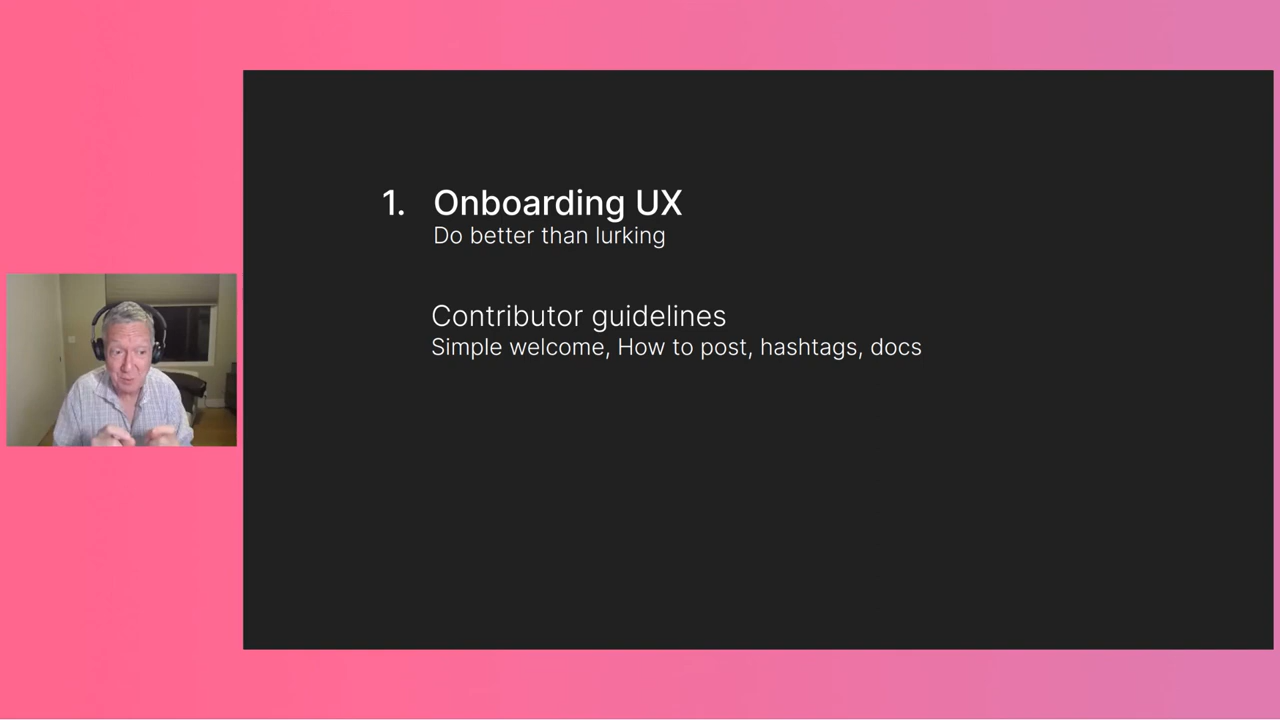 1. Onboarding UX
Do better than lurking
Contributor guidelines
Simple welcome, How to post, hashtags, docs